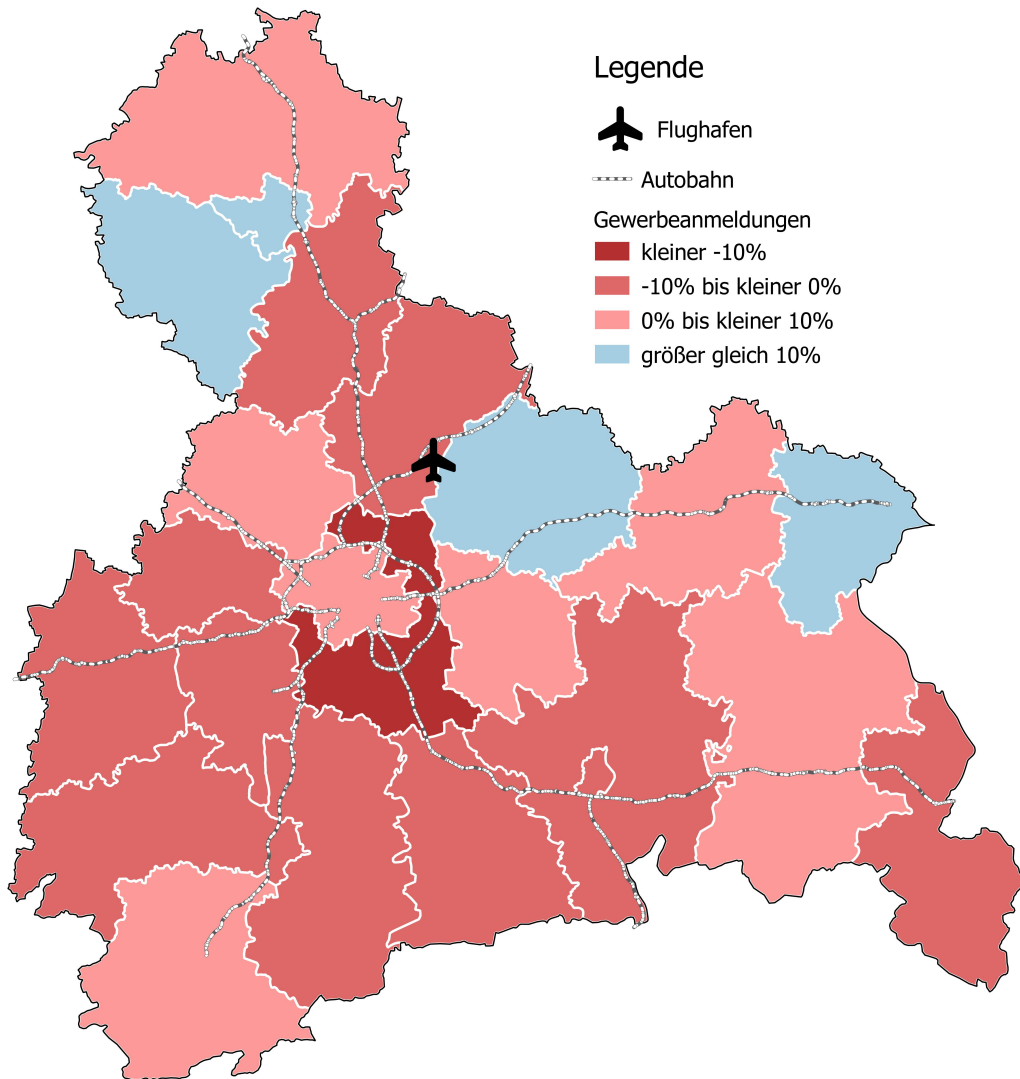 Legende
Flughafen
Autobahn
Gewerbeanmeldungen
kleiner -10%
-10% bis kleiner 0%
0% bis kleiner 10%
größer gleich 10%